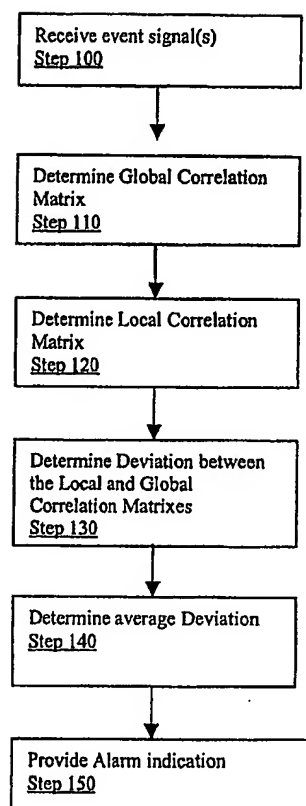 Receive event signal(s)
Step 100
Determine Global Correlation
Matrix
Step 110
Determine Local Correlation
Matrix
Step 120
Determine Deviation between
the Local and Global
Correlation Matrixes
Step 130
Determine average Deviation
Step 140
Provide Alarm indication
Step 150